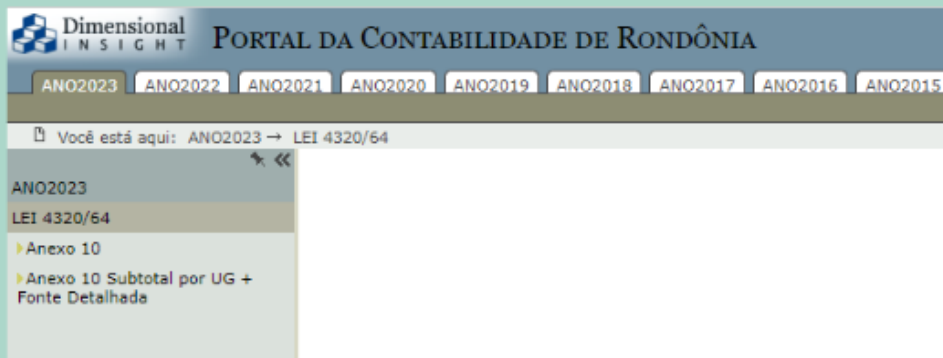 Dimensional
INSIGHT
PORTAL DA CONTABILIDADE DE RONDÔNIA
ANO2023 ANO2022 ANO2021 ANO2020 ANO2019 ANO2018 ANO2017 ANO2016 ANO2015
Você está aqui: ANO2023 → LEI 4320/64
ANO2023
LEI 4320/64
Anexo 10
Anexo 10 Subtotal por UG +
Fonte Detalhada